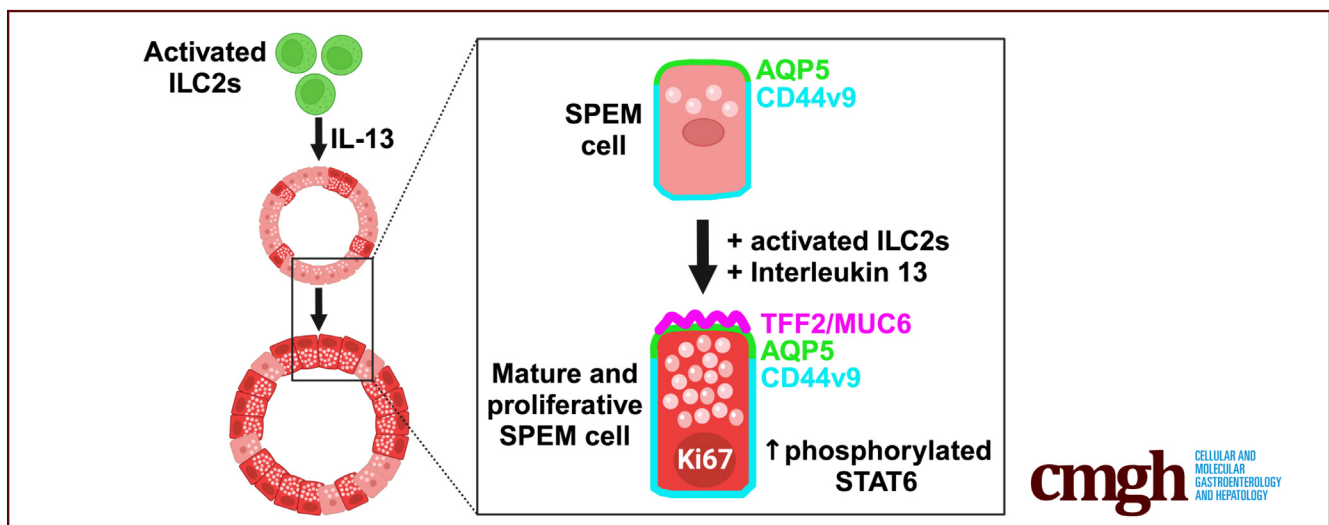 Activated
ILC2s
IL-13
SPEM
cell
AQP5
CD44v9
+ activated ILC2s
+ Interleukin 13
Mature and
proliferative
SPEM cell
TFF2/MUC6
AQP5
CD44v9
Ki67
↑ phosphorylated
STAT6
cmgh
CELLULAR AND
MOLECULAR
GASTROENTEROLOGY
AND HEPATOLOGY